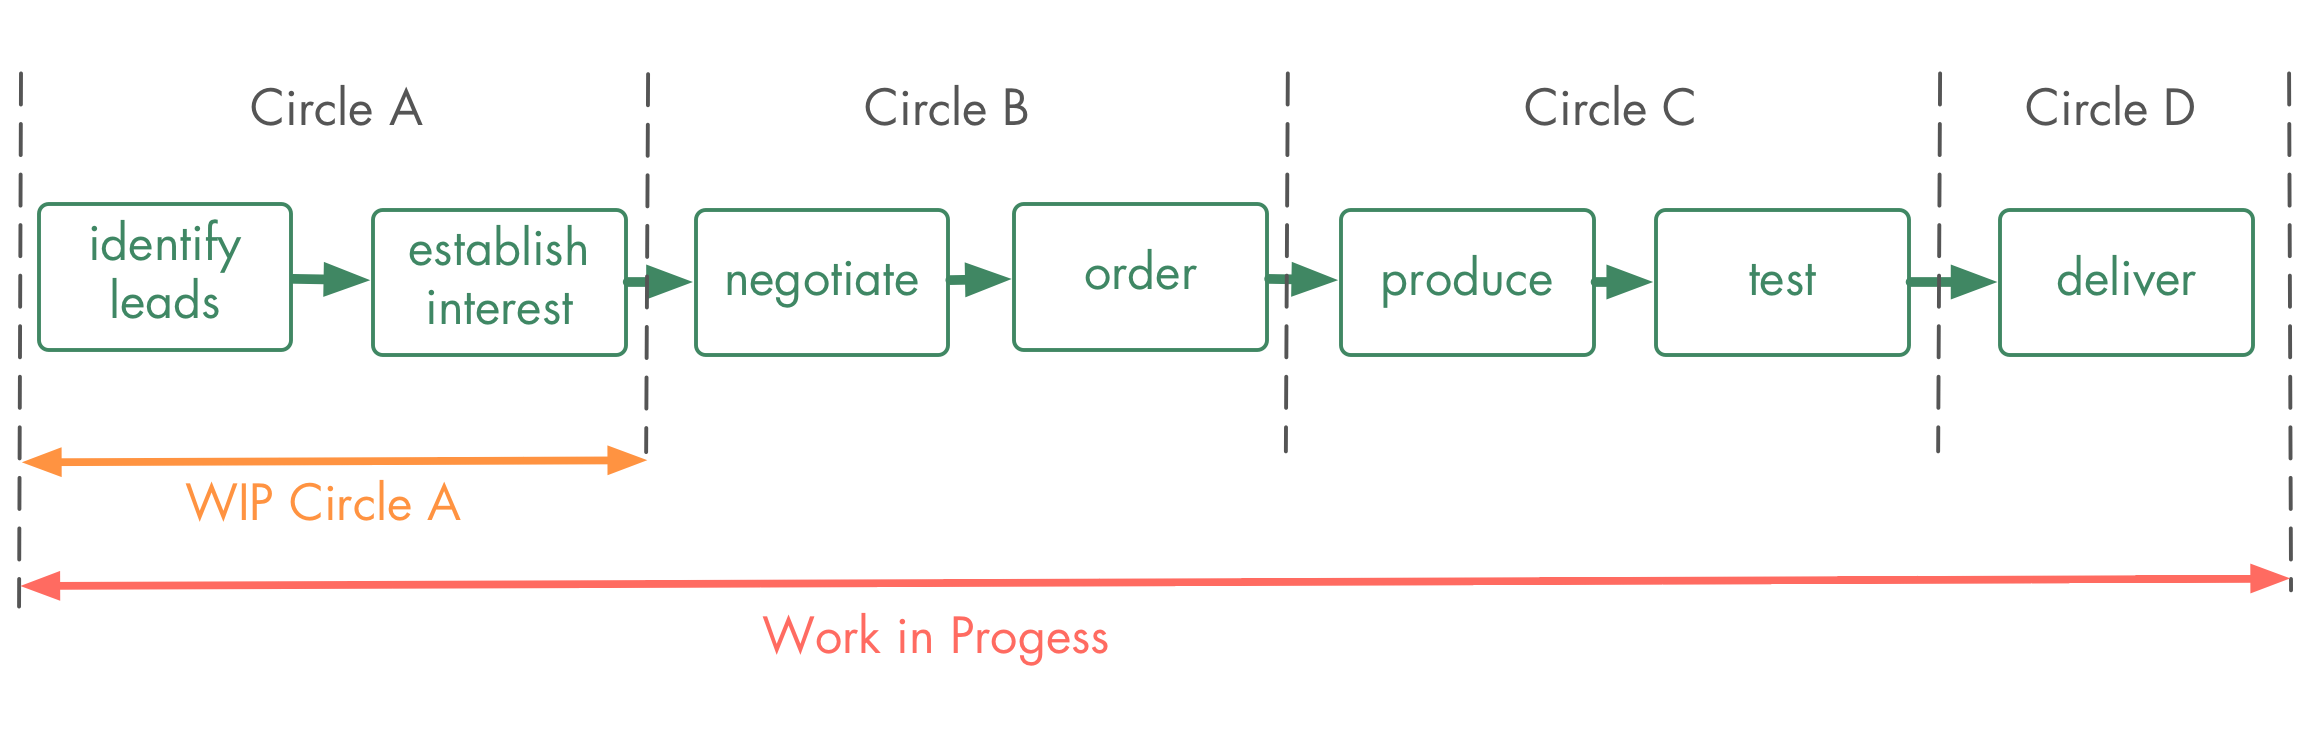 Circle A
Circle B
Circle C
Circle D
identify
leads
establish
interest
negotiate
order
produce
test
deliver
WIP Circle A
Work in Progess